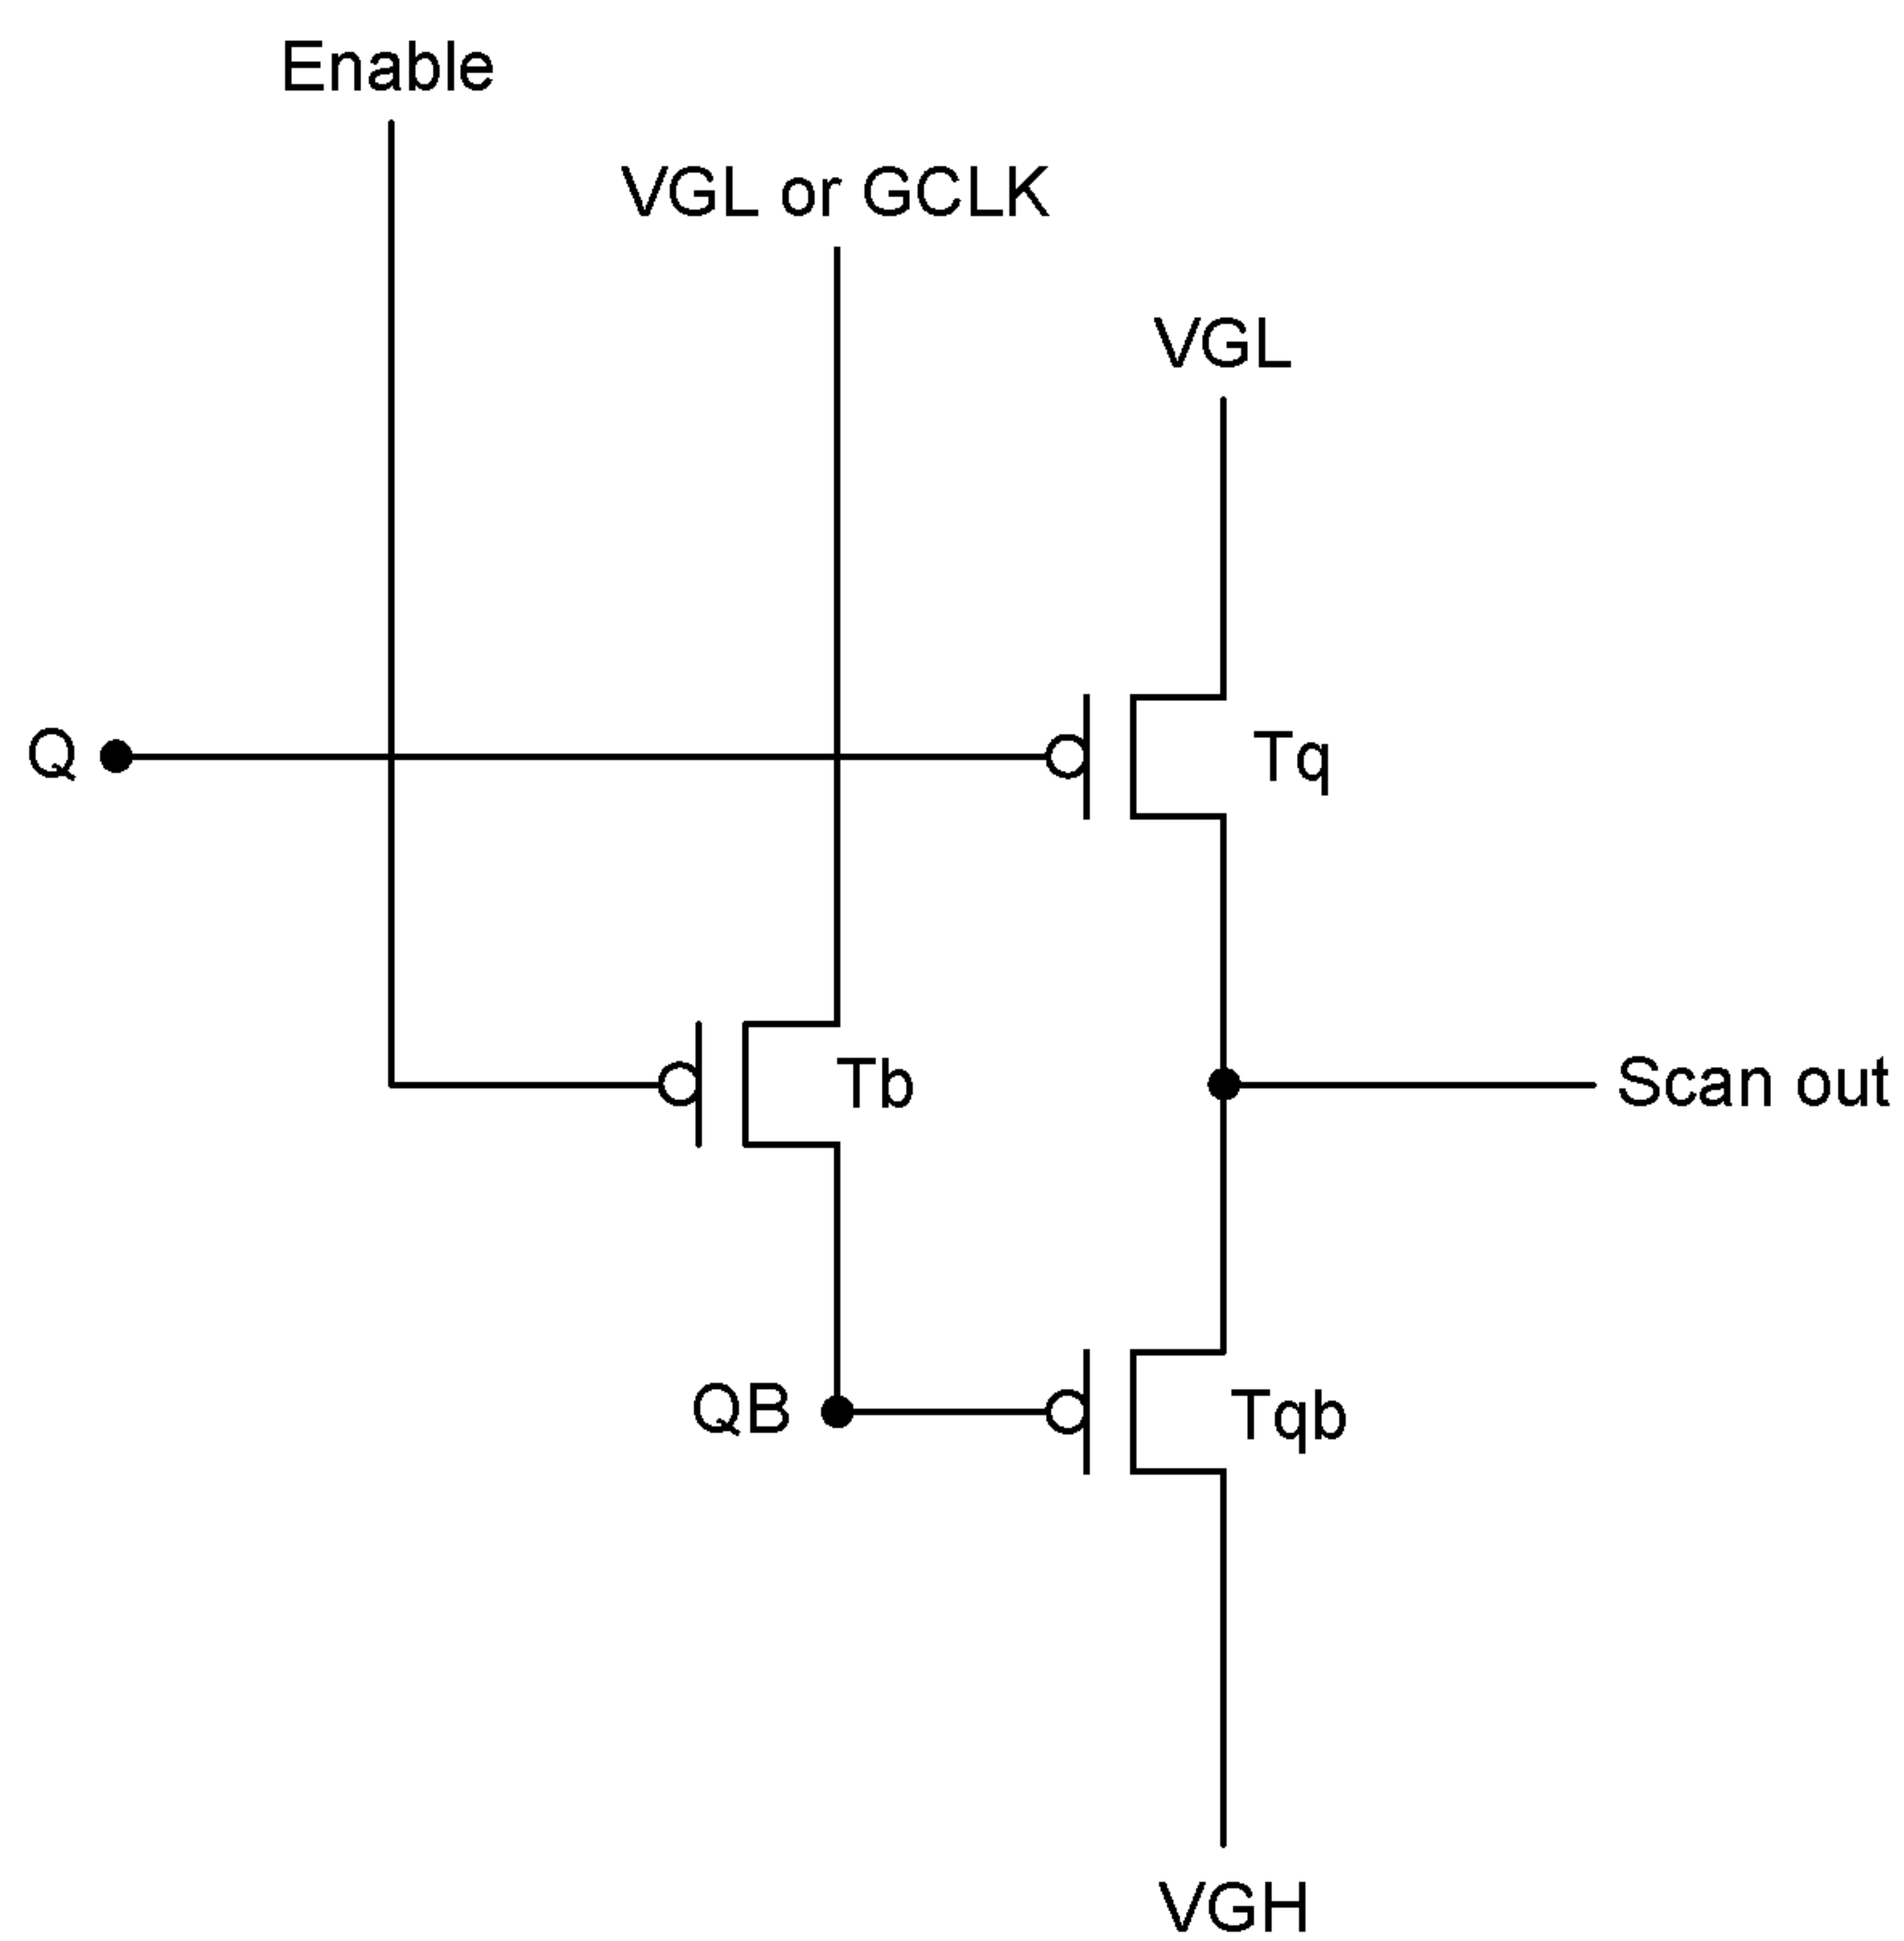 Enable
VGL or GCLK
VGL
Q
Tq
Tb
Scan out
QB
Tqb
VGH